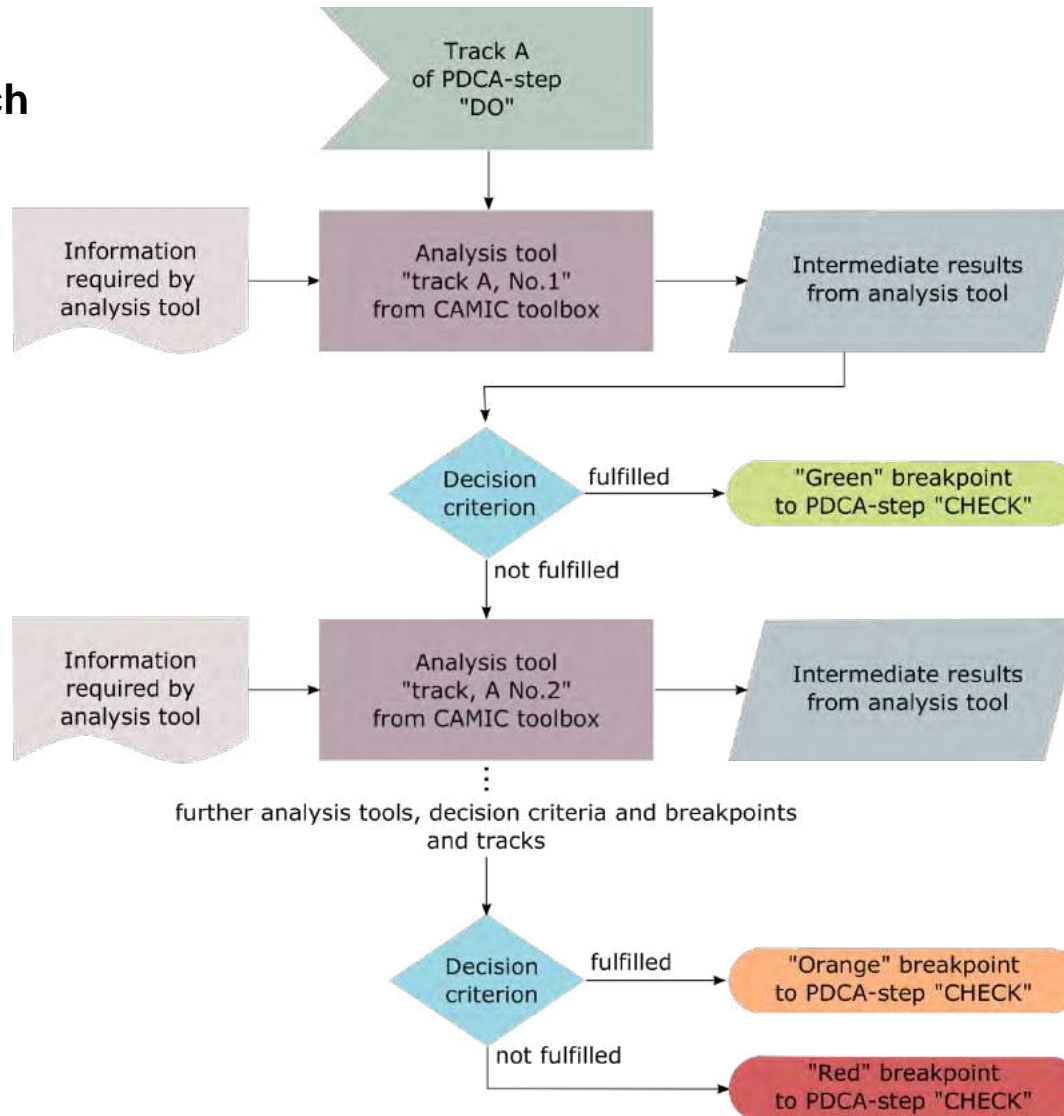 ch
Track A
of PDCA-step
"DO"
Information
required by
analysis tool
Analysis tool
"track A, No.1"
from CAMIC toolbox
Intermediate results
from analysis tool
Decision
criterion
fulfilled
"Green" breakpoint
to PDCA-step "CHECK"
not fulfilled
Information
required by
analysis tool
Analysis tool
"track, A No.2"
from CAMIC toolbox
Intermediate results
from analysis tool
further analysis tools, decision criteria and breakpoints
and tracks
Decision
criterion
fulfilled
"Orange" breakpoint
to PDCA-step "CHECK"
not fulfilled
"Red" breakpoint
to PDCA-step "CHECK"